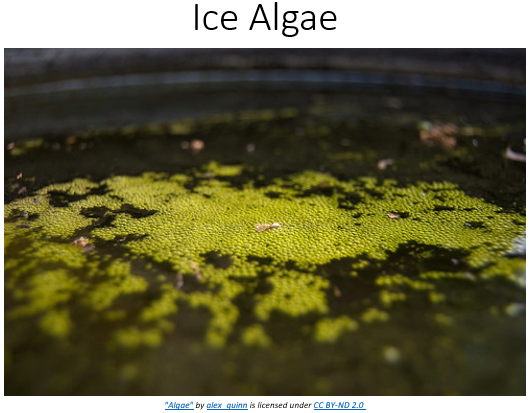 Ice Algae
"Algae" by alex_quinn is licensed under CC BY-ND 2.0